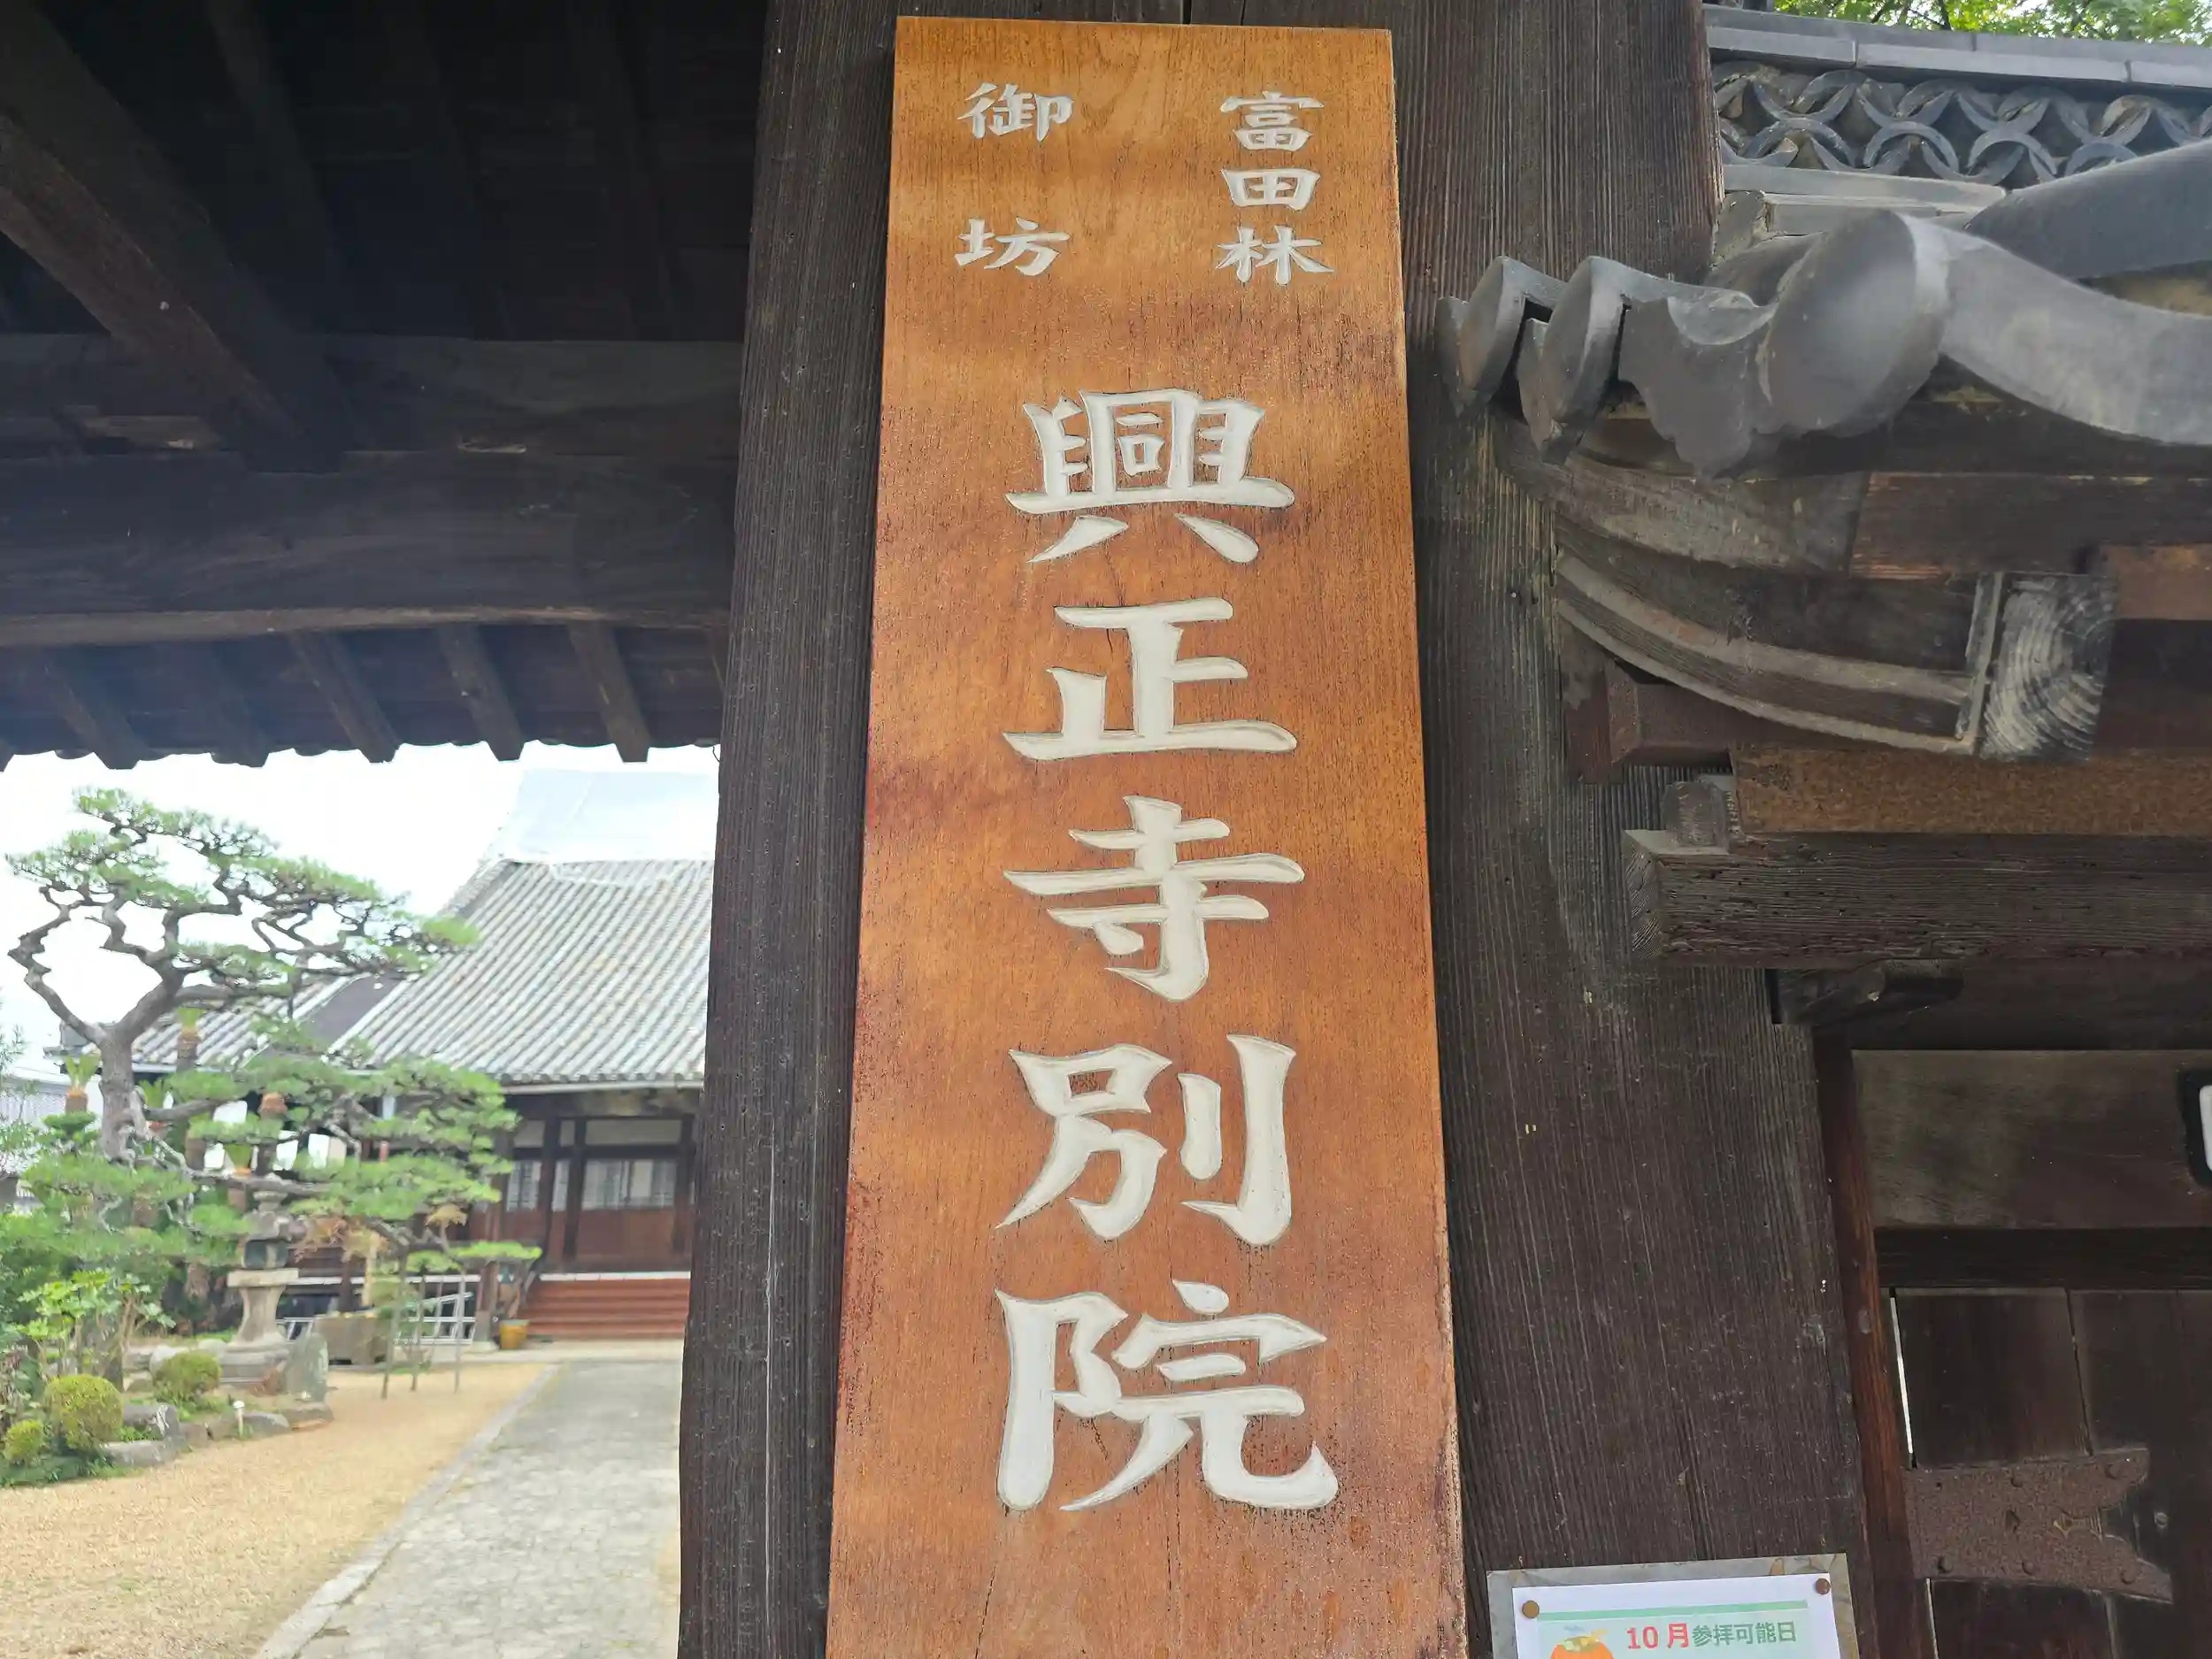 富田林
御坊
興正寺別院
10月参拝可能日